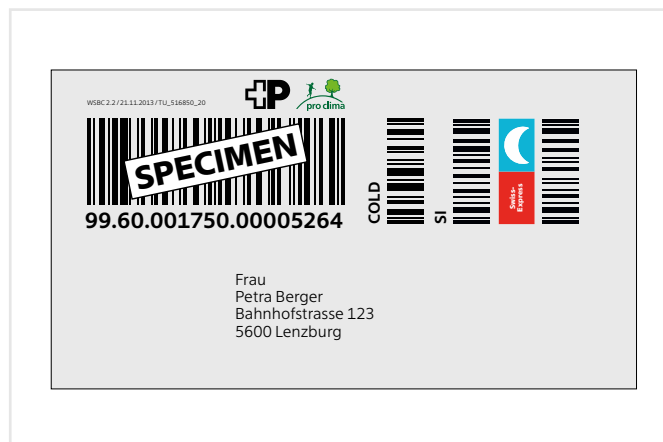 WSBC 2.2 / 21.11.2013 / TU_516850_20
P
pro clima
SPECIMEN
99.60.001750.00005264
COLD
SI
Swiss-
Express
Frau
Petra Berger
Bahnhofstrasse 123
5600 Lenzburg